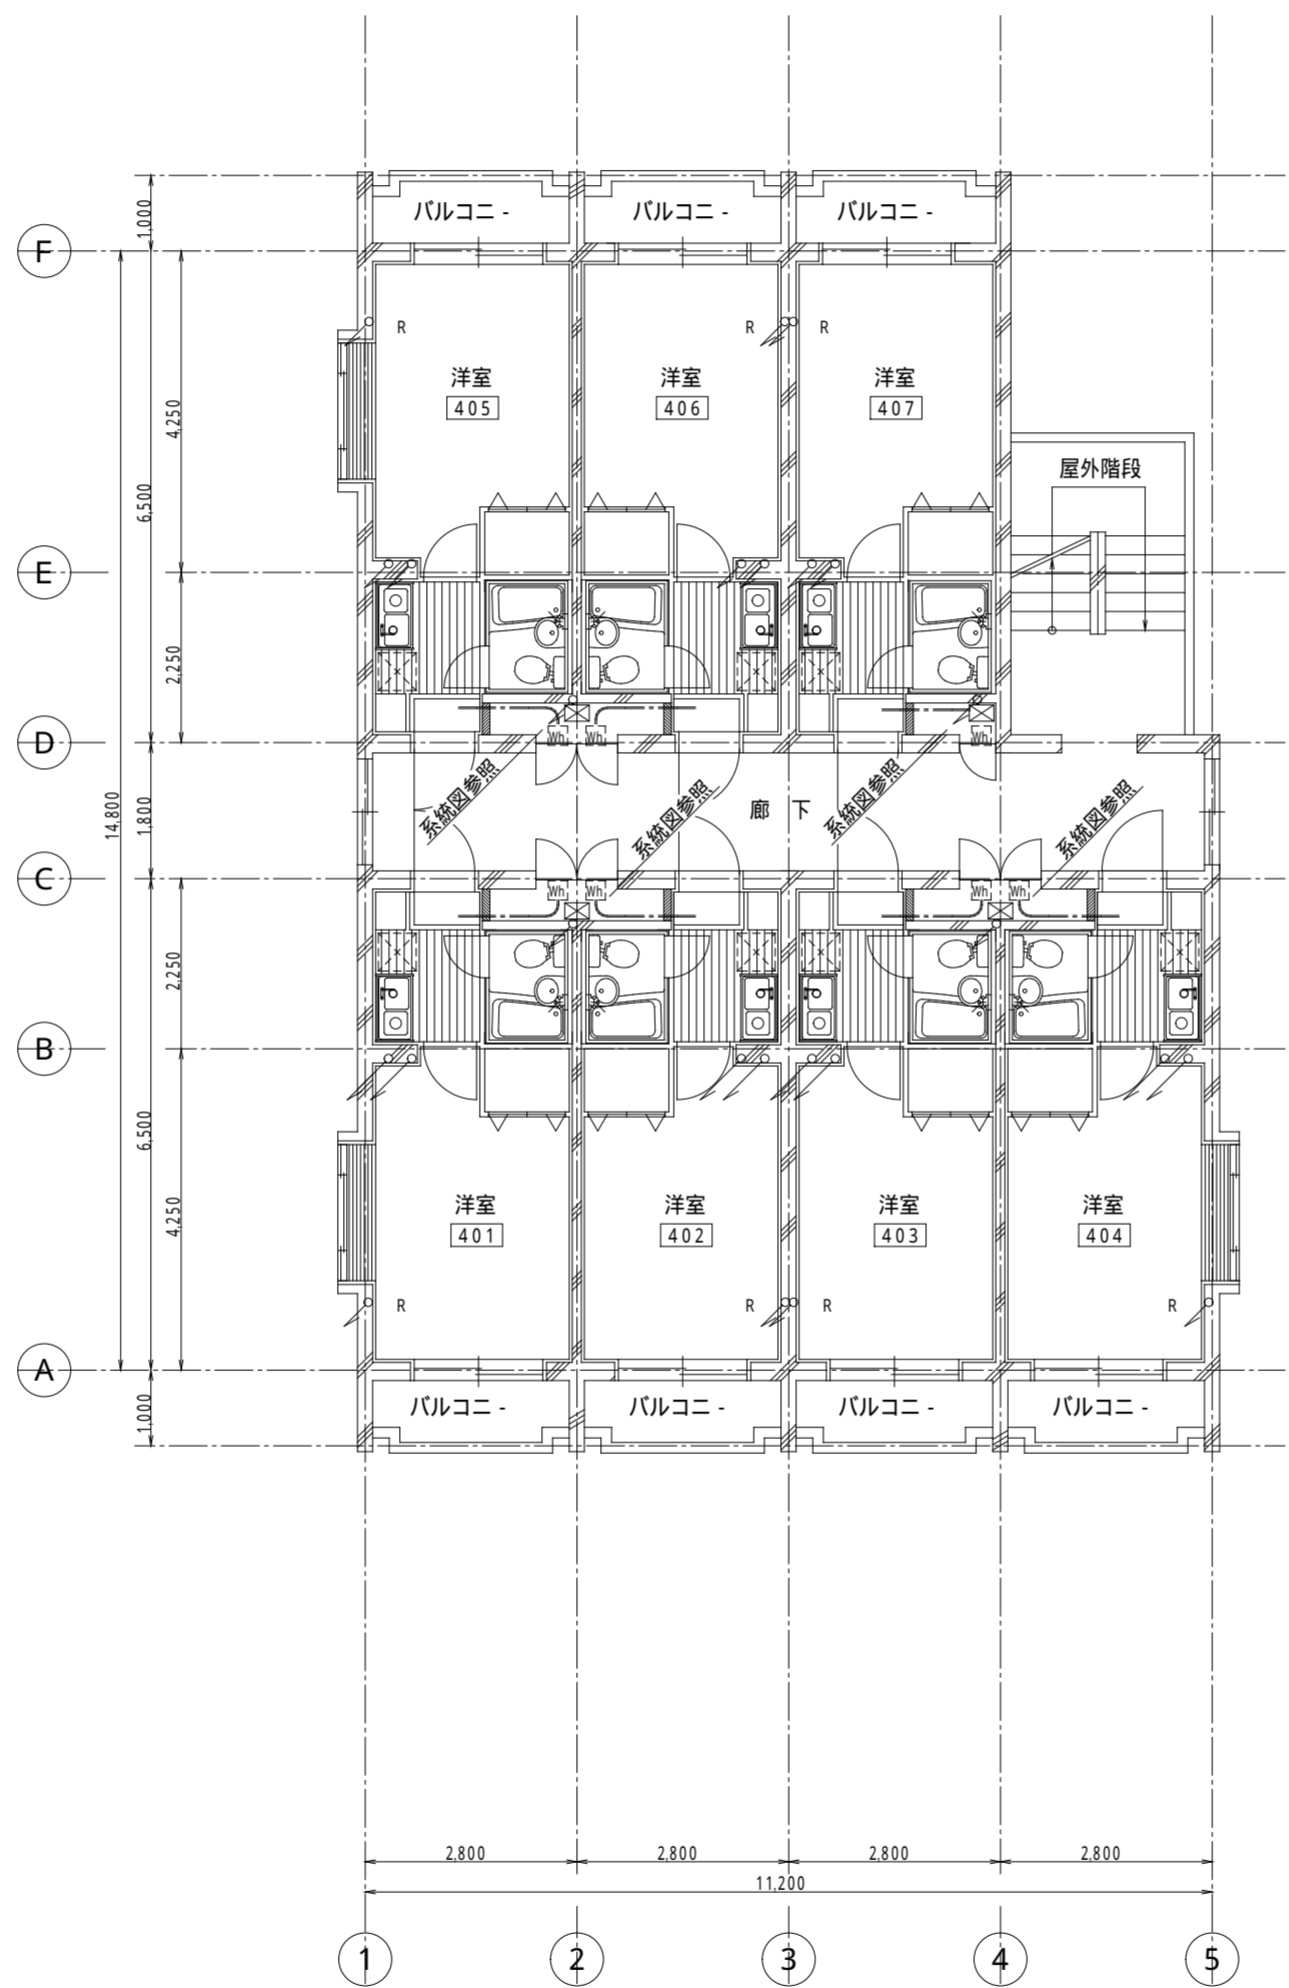 バルコニ - バルコニ - バルコニ -
1,000
F
R R R
洋室 洋室 洋室
405 406 407
4,250
屋外階段
6,500
E
2,250
D
Wh Wh Wh
系統図参照 系統図参照 系統図参照 系統図参照
14,800
1,800
廊 下
C
Wh Wh Wh Wh
2,250
B
6,500
4,250
洋室 洋室 洋室 洋室
401 402 403 404
R R R R
A
1,000
バルコニ - バルコニ - バルコニ - バルコニ -
2,800 2,800 2,800 2,800
11,200
1 2 3 4 5